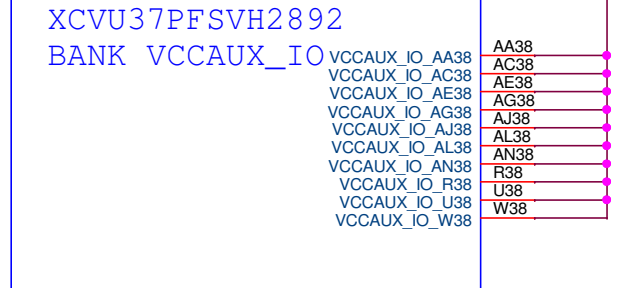 XCVU37PFSVH2892
BANK VCCAUX_IO
VCCAUX_IO_AA38 AA38
VCCAUX_IO_AC38 AC38
VCCAUX_IO_AE38 AE38
VCCAUX_IO_AG38 AG38
VCCAUX_IO_AJ38 AJ38
VCCAUX_IO_AL38 AL38
VCCAUX_IO_AN38 AN38
VCCAUX_IO_R38 R38
VCCAUX_IO_U38 U38
VCCAUX_IO_W38 W38